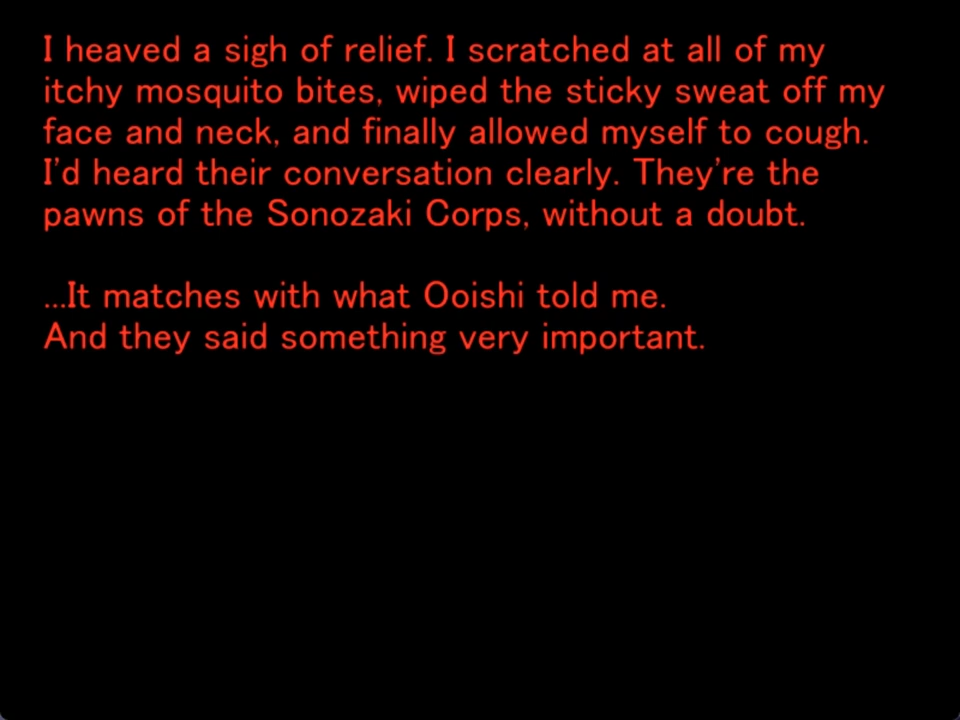 I heaved a sigh of relief. I scratched at all of my
itchy mosquito bites, wiped the sticky sweat off my
face and neck, and finally allowed myself to cough.
I'd heard their conversation clearly. They're the
pawns of the Sonozaki Corps, without a doubt.
...It matches with what Ooishi told me.
And they said something very important.